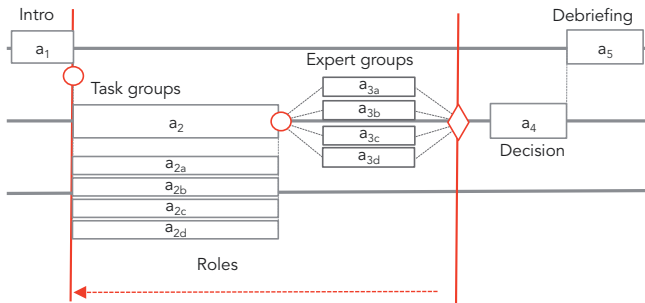 Intro
Debriefing
a1
a5
Expert groups
Task groups
a3a
a3b
a2
a4
a3c
a3d
Decision
a2a
a2b
a2c
a2d
Roles